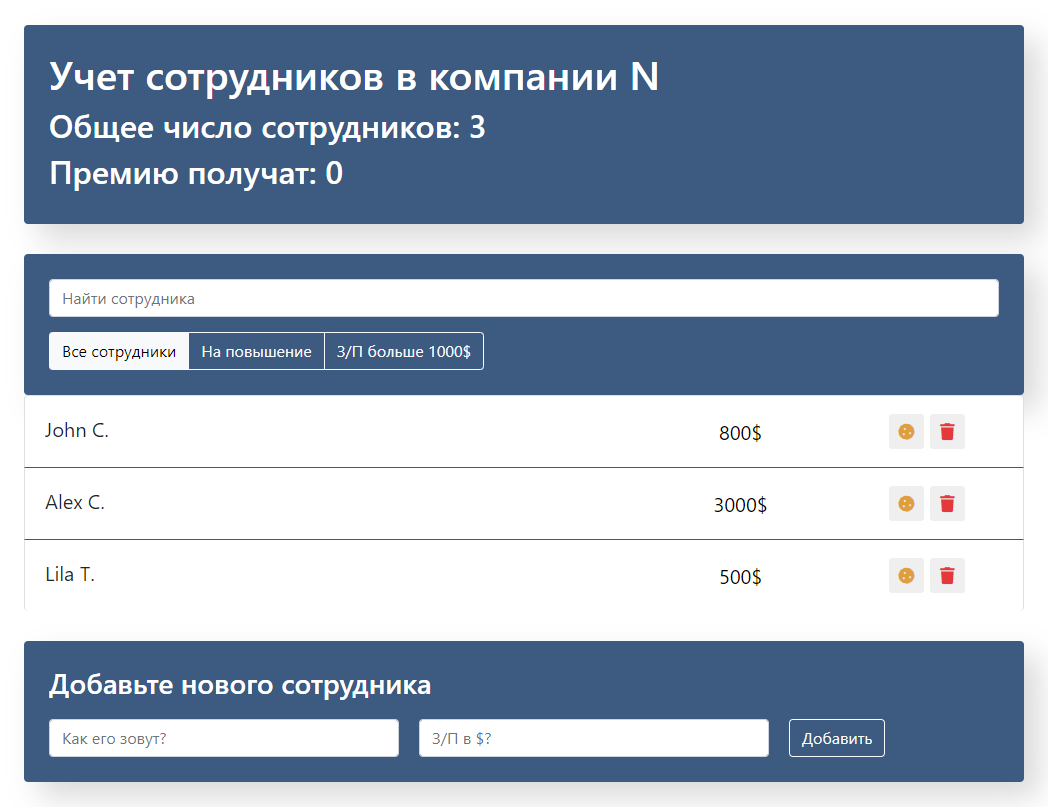 Учет сотрудников в компании N
Общее число сотрудников: 3
Премию получат: 0
Найти сотрудника
Все сотрудники На повышение З/П больше 1000$
John C. 800$
Alex C. 3000$
Lila T. 500$
Добавьте нового сотрудника
Как его зовут? З/П в $? Добавить